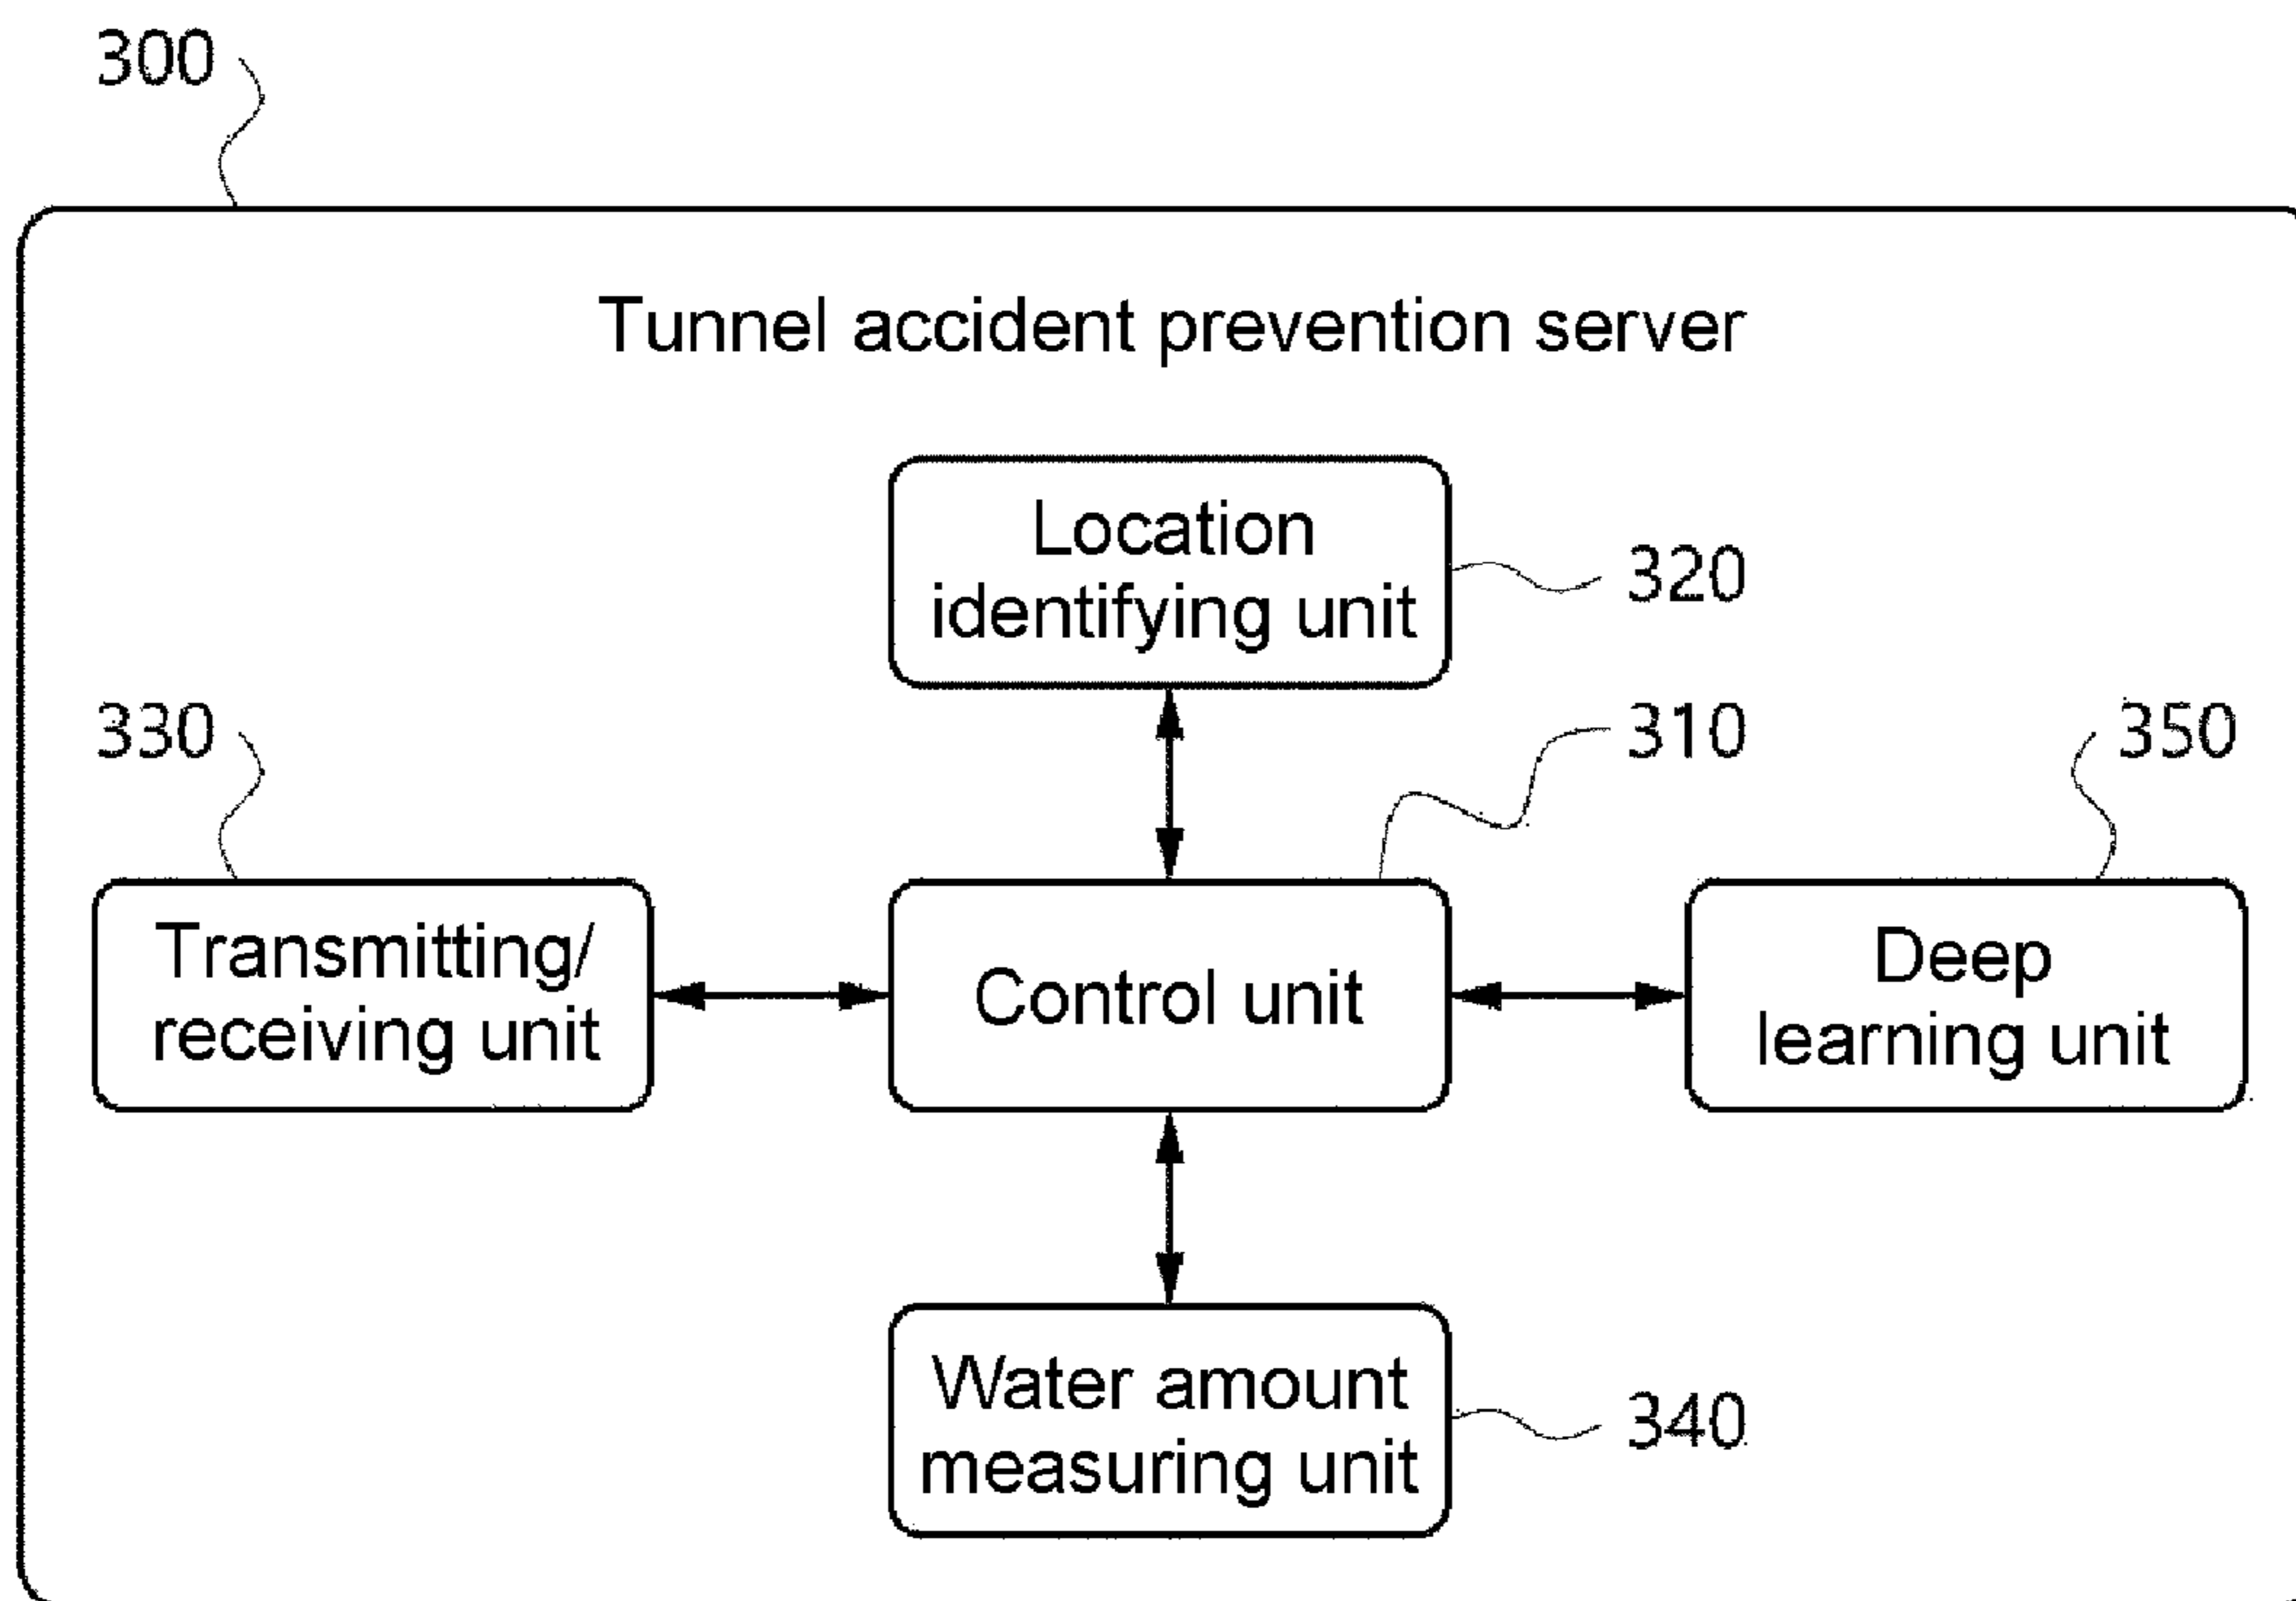 300
Tunnel accident prevention server
Location
identifying unit
320
330
310
350
Transmitting/
receiving unit
Control unit
Deep
learning unit
Water amount
measuring unit
340